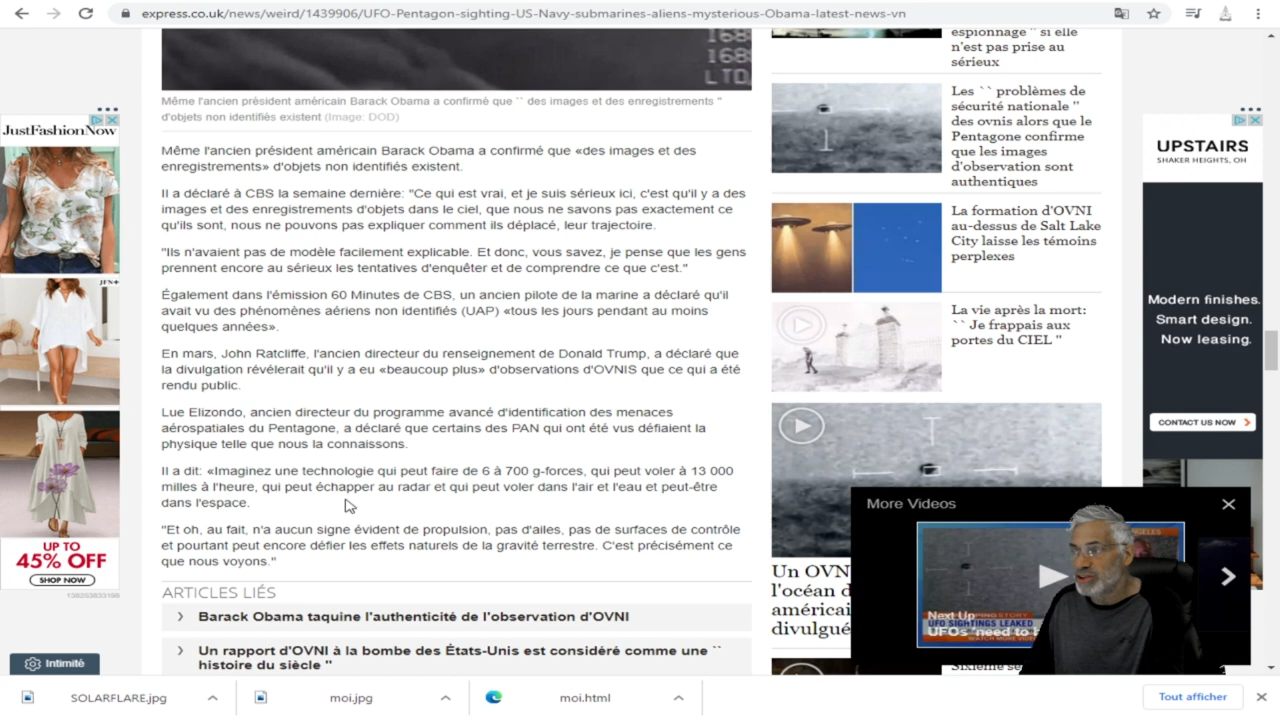 express.co.uk/news/weird/1439906/UFO-Pentagon-sighting-US-Navy-submarines-aliens-mysterious-Obama-latest-news-vn
168
168
LTD
Même l'ancien président américain Barack Obama a confirmé que `` des images et des enregistrements "
d'objets non identifiés existent (Image: DOD)
Même l'ancien président américain Barack Obama a confirmé que «des images et des
enregistrements» d'objets non identifiés existent.
Il a déclaré à CBS la semaine dernière: "Ce qui est vrai, et je suis sérieux ici, c'est qu'il y a des
images et des enregistrements d'objets dans le ciel, que nous ne savons pas exactement ce
qu'ils sont, nous ne pouvons pas expliquer comment ils déplacé, leur trajectoire.
"Ils n'avaient pas de modèle facilement explicable. Et donc, vous savez, je pense que les gens
prennent encore au sérieux les tentatives d'enquêter et de comprendre ce que c'est."
Également dans l'émission 60 Minutes de CBS, un ancien pilote de la marine a déclaré qu'il
avait vu des phénomènes aériens non identifiés (UAP) «tous les jours pendant au moins
quelques années».
En mars, John Ratcliffe, l'ancien directeur du renseignement de Donald Trump, a déclaré que
la divulgation révélerait qu'il y a eu «beaucoup plus» d'observations d'OVNIS que ce qui a été
rendu public.
Lue Elizondo, ancien directeur du programme avancé d'identification des menaces
aérospatiales du Pentagone, a déclaré que certains des PAN qui ont été vus défiaient la
physique telle que nous la connaissons.
Il a dit: «Imaginez une technologie qui peut faire de 6 à 700 g-forces, qui peut voler à 13 000
milles à l'heure, qui peut échapper au radar et qui peut voler dans l'air et l'eau et peut-être
dans l'espace.
"Et oh, au fait, n'a aucun signe évident de propulsion, pas d'ailes, pas de surfaces de contrôle
et pourtant peut encore défier les effets naturels de la gravité terrestre. C'est précisément ce
que nous voyons."
ARTICLES LIÉS
Barack Obama taquine l'authenticité de l'observation d'OVNI
Un rapport d'OVNI à la bombe des États-Unis est considéré comme une ``
histoire du siècle "
espionnage " si elle
n'est pas prise au
sérieux
Les `` problèmes de
sécurité nationale "
des ovnis alors que le
Pentagone confirme
que les images
d'observation sont
authentiques
La formation d'OVNI
au-dessus de Salt Lake
City laisse les témoins
perplexes
La vie après la mort:
`` Je frappais aux
portes du CIEL "
Un OVN
l'océan d
américai
divulgué
Sixième se
More Videos
Next Up
UFO SIGHTINGS LEAKED
UFOs 'need to
JUSTFASHIONNOW
JFN
UP TO
45% OFF
SHOP NOW
Intimité
UPSTAIRS
SHAKER HEIGHTS, OH
Modern finishes.
Smart design.
Now leasing.
CONTACT US NOW
SOLARFLARE.jpg
moi.jpg
moi.html
Tout afficher